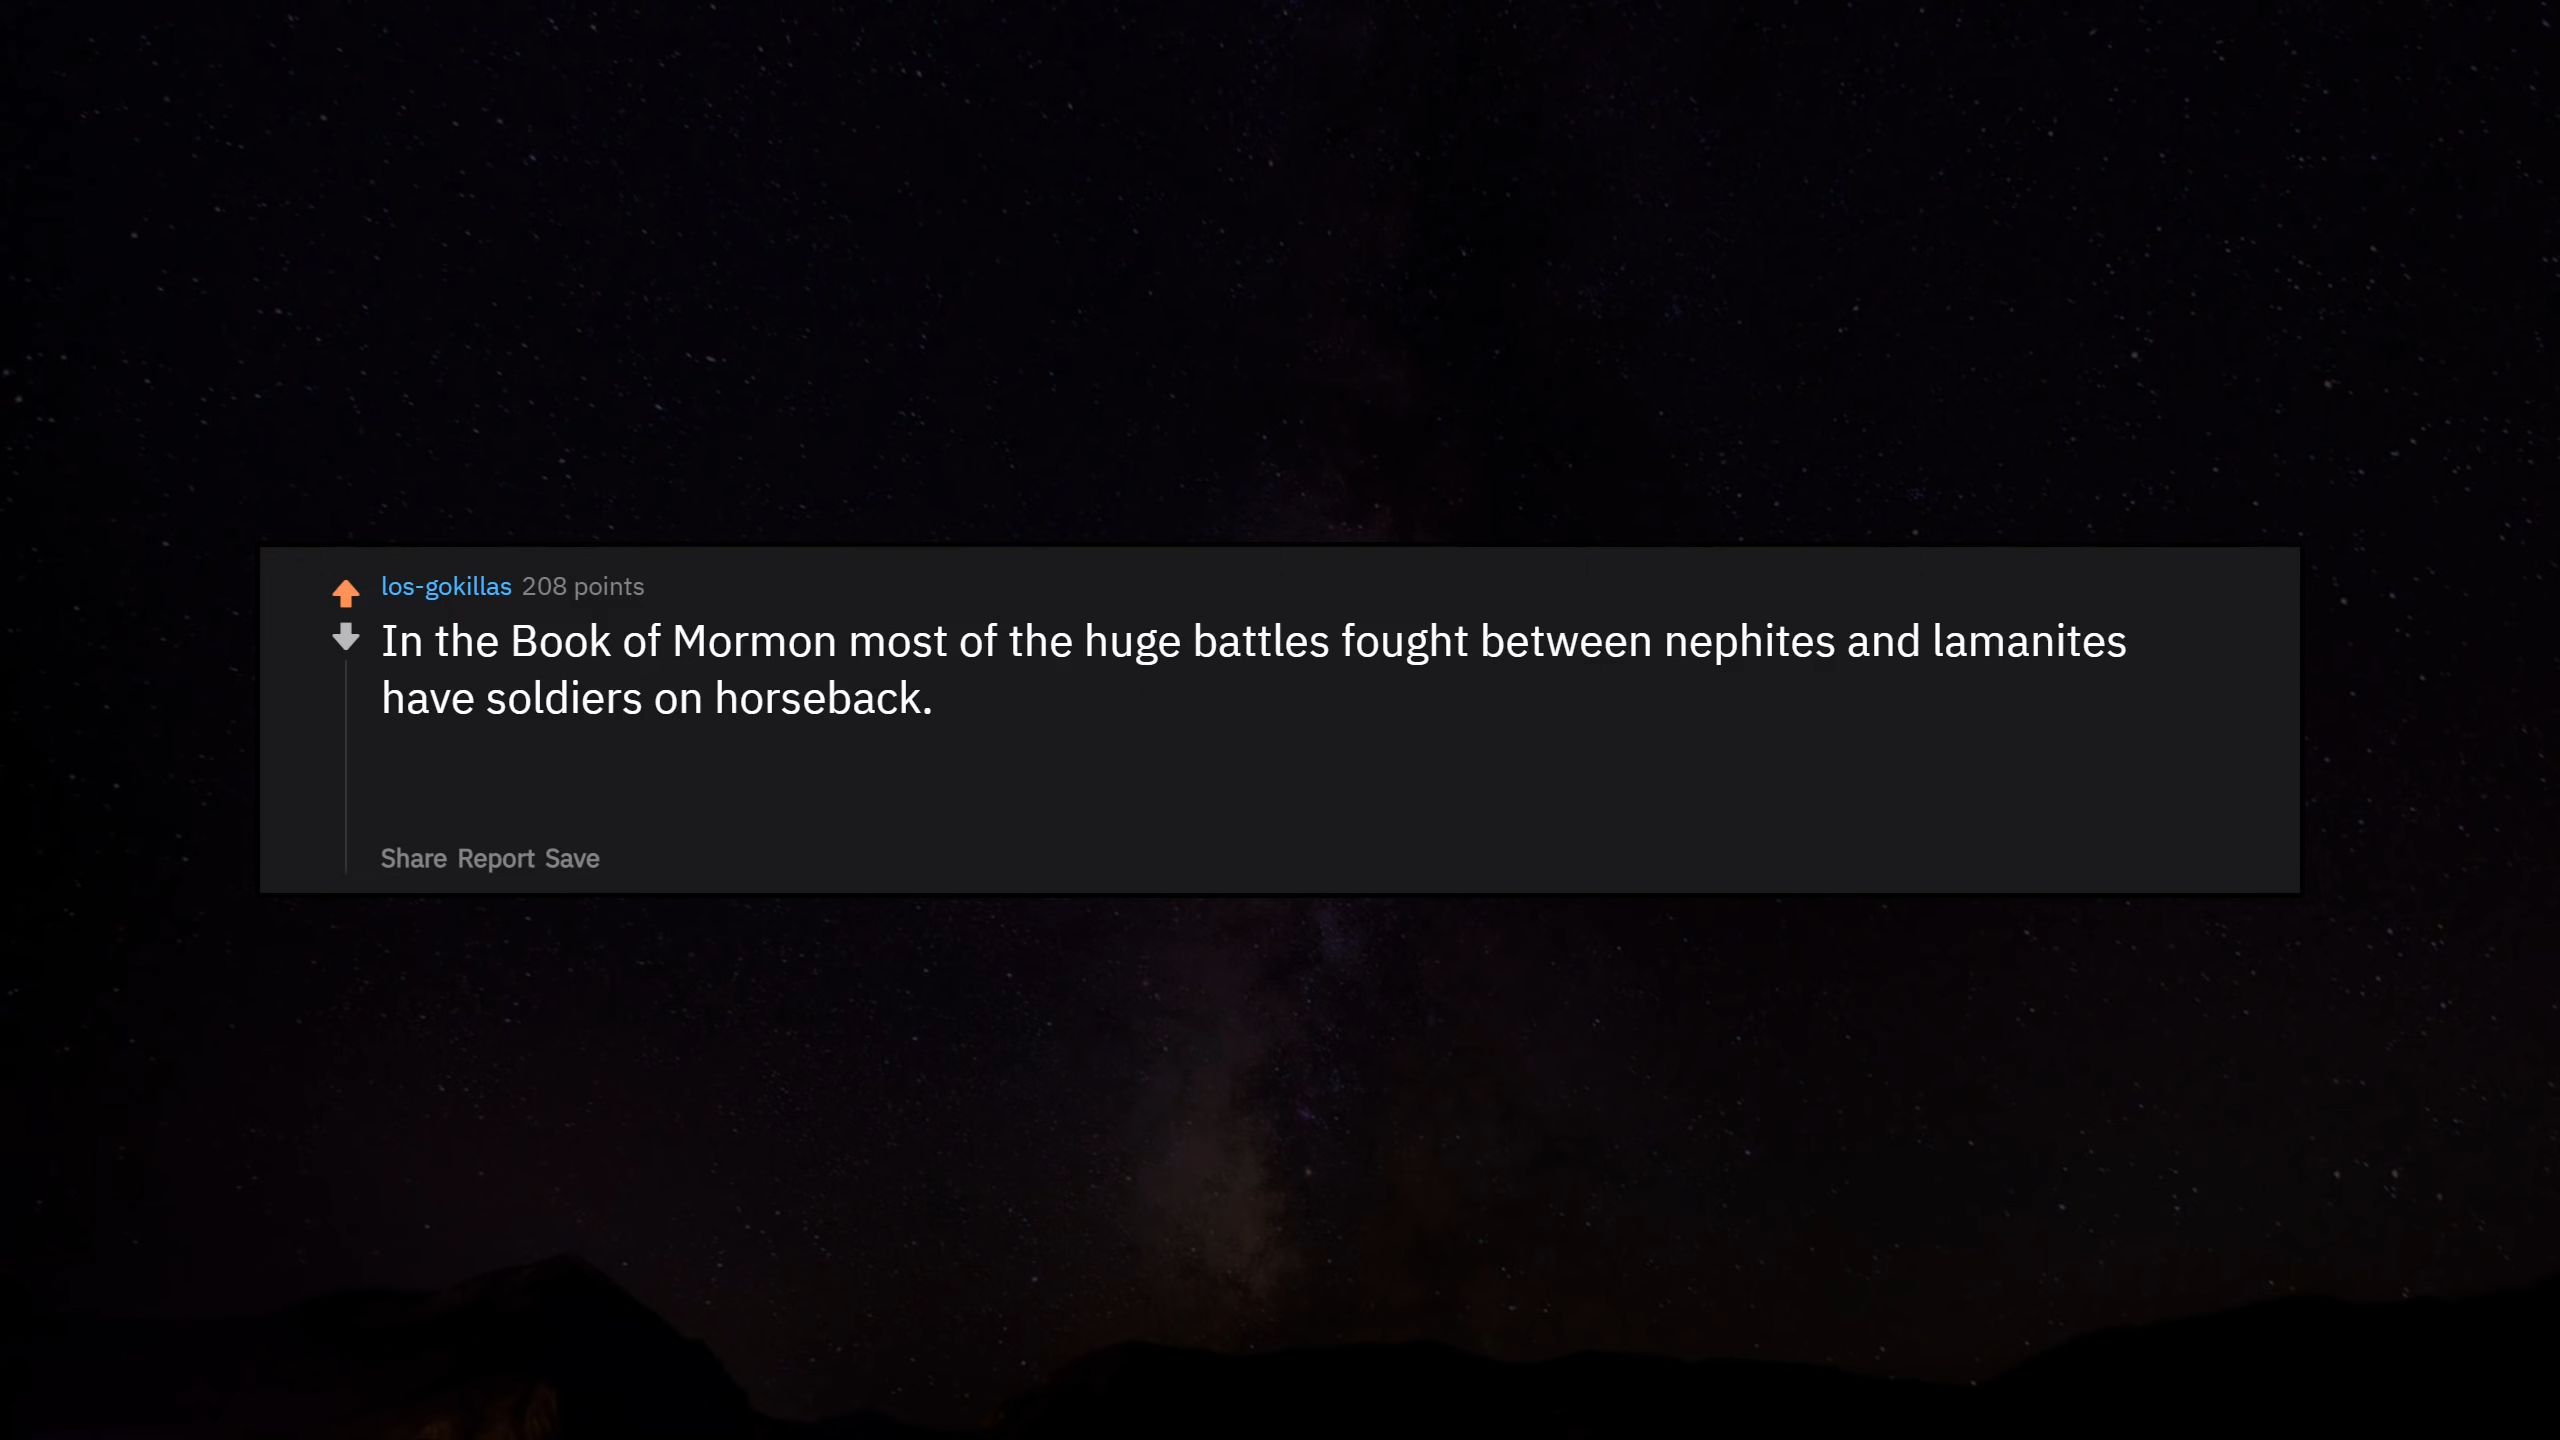 los-gokillas 208 points
In the Book of Mormon most of the huge battles fought between nephites and lamanites
have soldiers on horseback.
Share Report Save